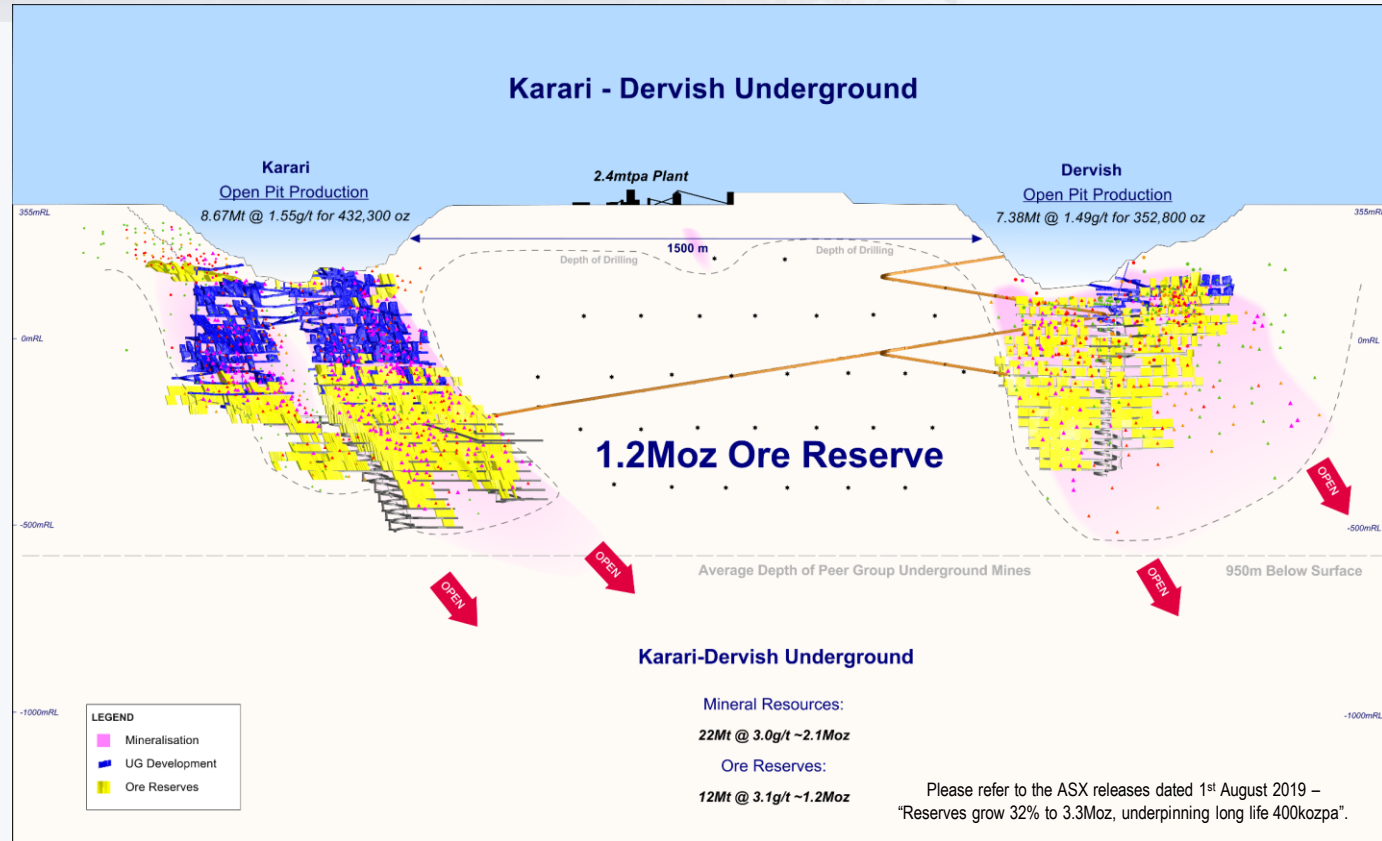 Karari - Dervish Underground
Karari
Open Pit Production
8.67Mt @ 1.55g/t for 432,300 oz
2.4mtpa Plant
Dervish
Open Pit Production
7.38Mt @ 1.49g/t for 352,800 oz
355mRL
355mRL
1500 m
Depth of Drilling
Depth of Drilling
0mRL
0mRL
1.2Moz Ore Reserve
OPEN
-500mRL
-500mRL
OPEN
OPEN
OPEN
Average Depth of Peer Group Underground Mines
950m Below Surface
Karari-Dervish Underground
Mineral Resources:
22Mt @ 3.0g/t ~2.1Moz
Ore Reserves:
12Mt @ 3.1g/t ~1.2Moz
-1000mRL
-1000mRL
LEGEND
Mineralisation
UG Development
Ore Reserves
Please refer to the ASX releases dated 1st August 2019 –
“Reserves grow 32% to 3.3Moz, underpinning long life 400kozpa”.